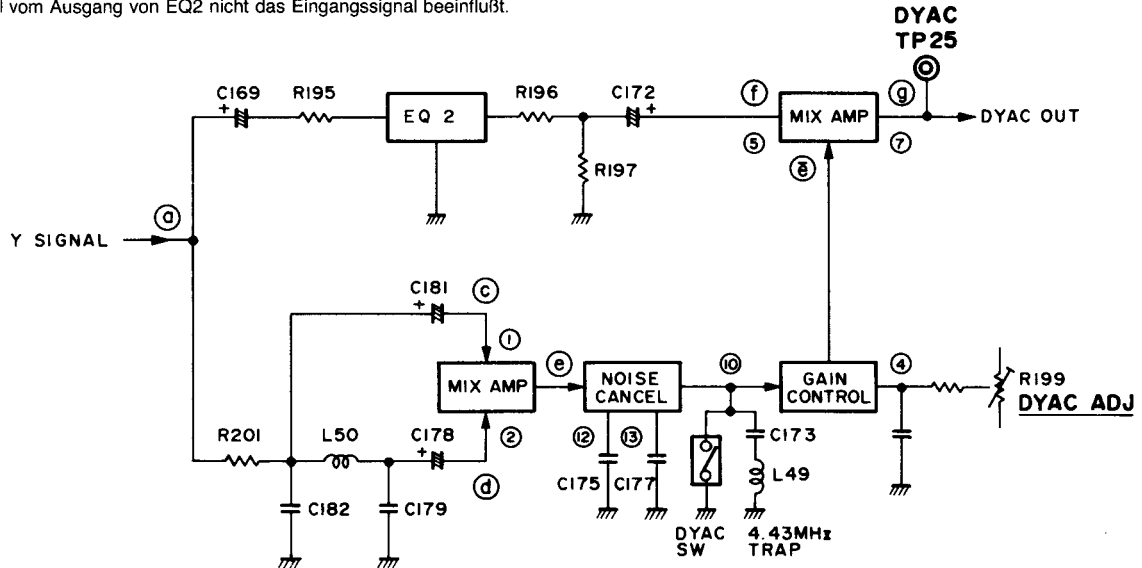 l vom Ausgang von EQ2 nicht das Eingangssignal beeinflußt.
DYAC
TP25
C169
+
R195
EQ 2
R196
C172
+
R197
f
5
MIX AMP
g
7
DYAC OUT
ē
Y SIGNAL
a
C181
+
c
1
MIX AMP
e
NOISE
CANCEL
10
GAIN
CONTROL
4
R199
DYAC ADJ
R201
L50
C178
+
2
d
12
13
C182
C179
C175
C177
C173
L49
DYAC
SW
4.43MHz
TRAP